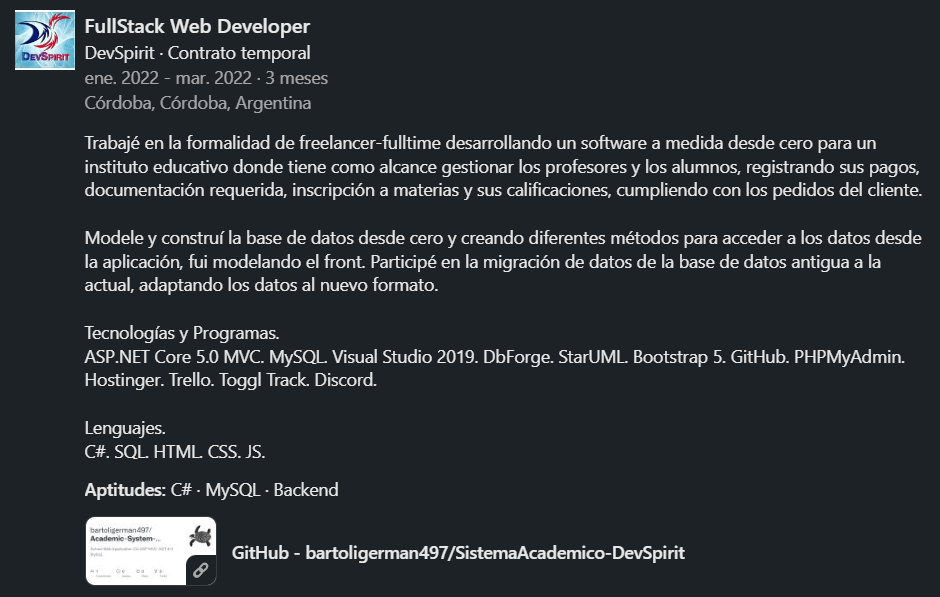 FullStack Web Developer
DevSpirit · Contrato temporal
ene. 2022 - mar. 2022 · 3 meses
Córdoba, Córdoba, Argentina
DevSpirit
Trabajé en la formalidad de freelancer-fulltime desarrollando un software a medida desde cero para un
instituto educativo donde tiene como alcance gestionar los profesores y los alumnos, registrando sus pagos,
documentación requerida, inscripción a materias y sus calificaciones, cumpliendo con los pedidos del cliente.
Modele y construí la base de datos desde cero y creando diferentes métodos para acceder a los datos desde
la aplicación, fui modelando el front. Participé en la migración de datos de la base de datos antigua a la
actual, adaptando los datos al nuevo formato.
Tecnologías y Programas.
ASP.NET Core 5.0 MVC. MySQL. Visual Studio 2019. DbForge. StarUML. Bootstrap 5. GitHub. PHPMyAdmin.
Hostinger. Trello. Toggl Track. Discord.
Lenguajes.
C#. SQL. HTML. CSS. JS.
Aptitudes: C# · MySQL · Backend
bartoligerman497/
Academic-System-...
GitHub - bartoligerman497/SistemaAcademico-DevSpirit